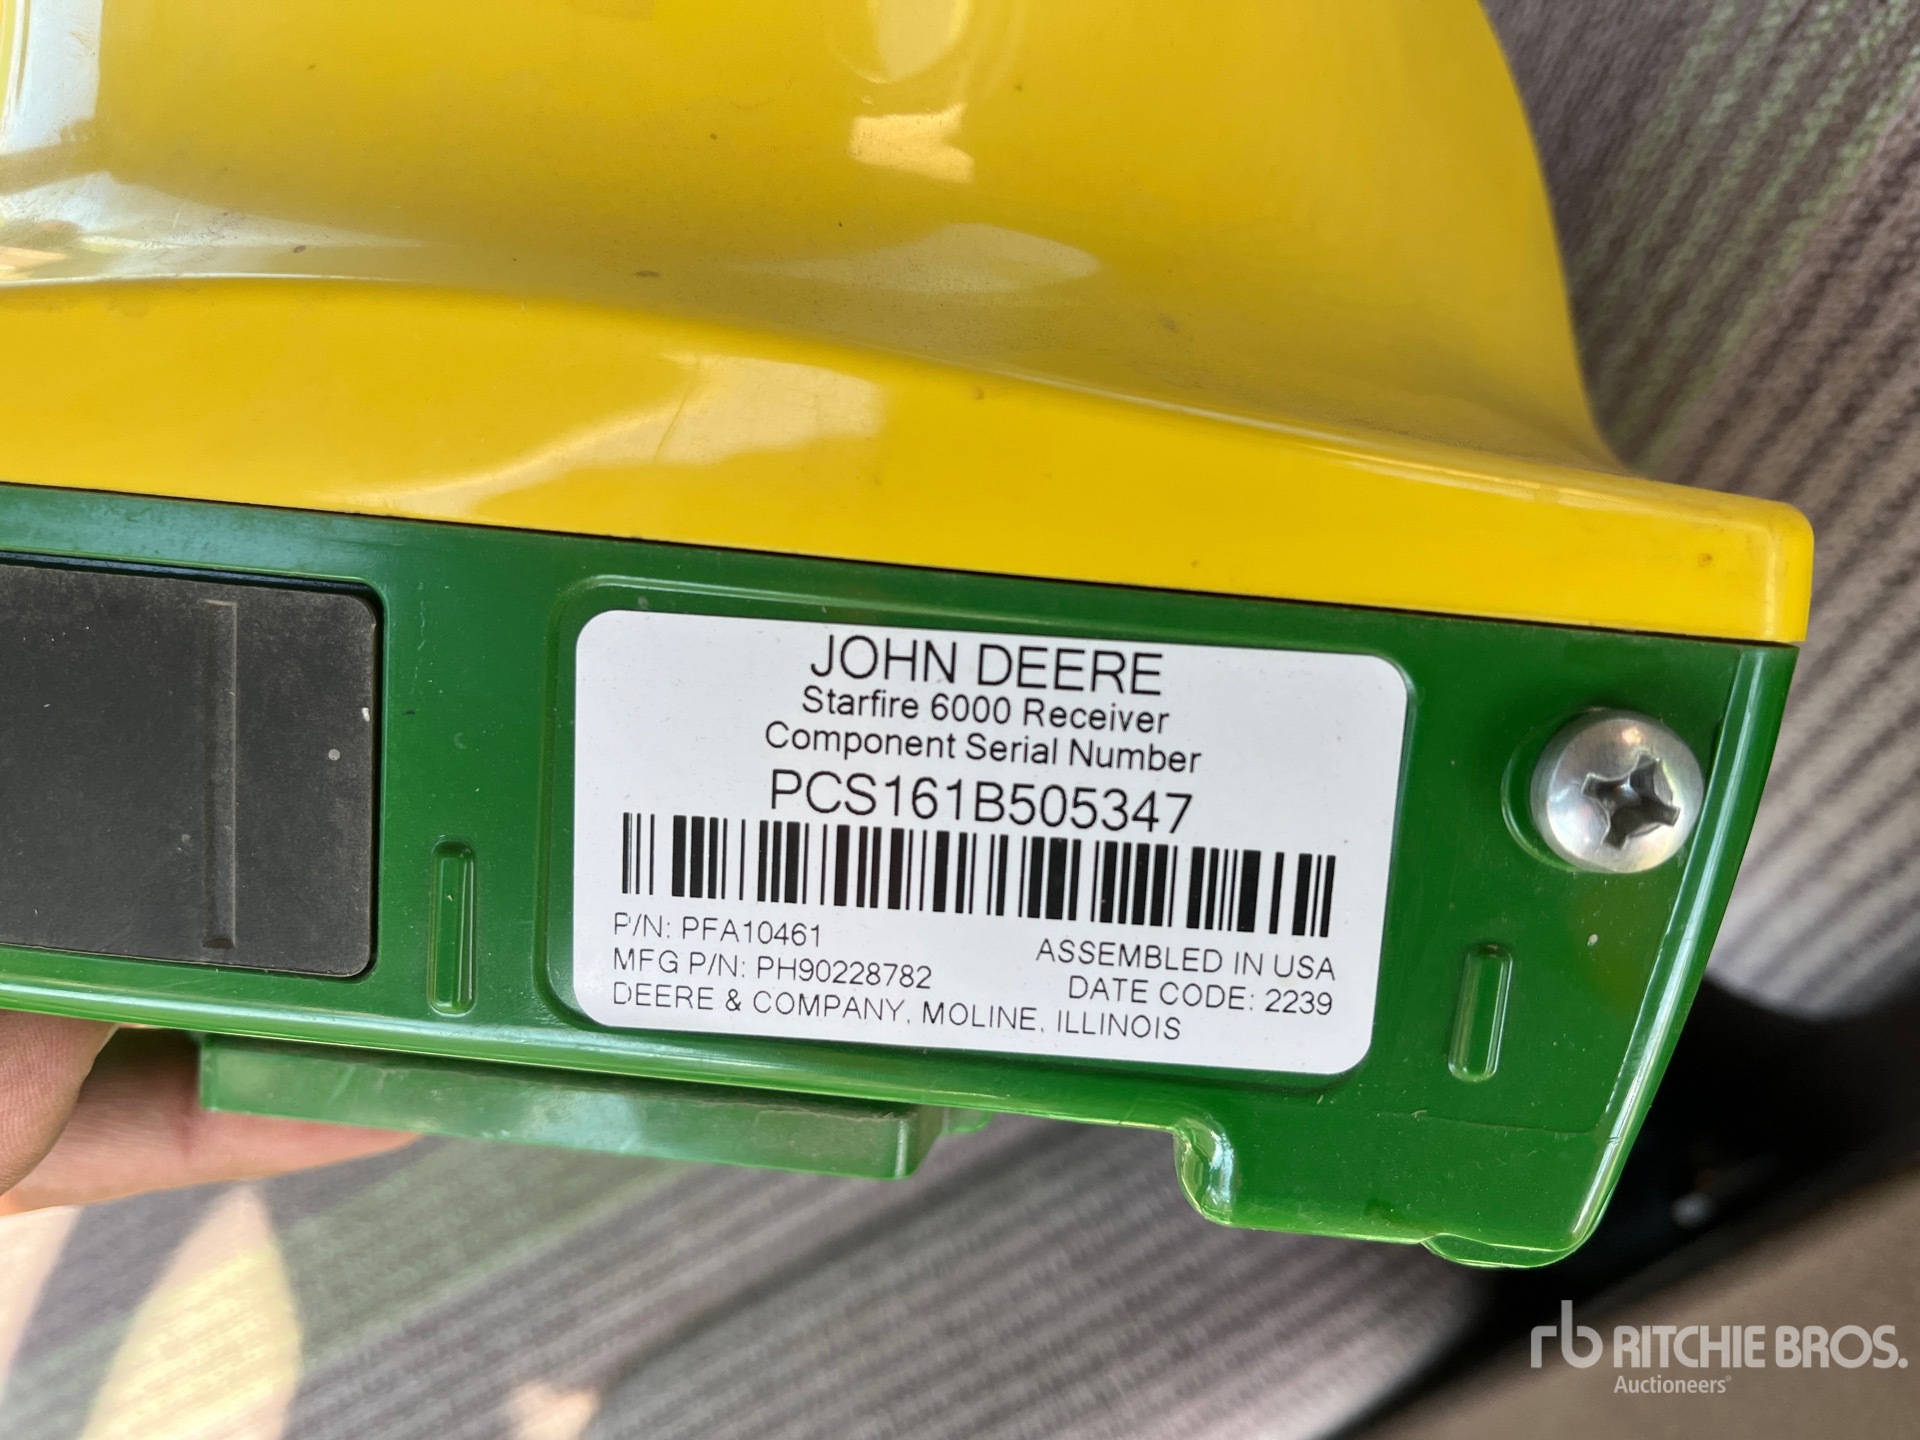 JOHN DEERE
Starfire 6000 Receiver
Component Serial Number
PCS161B505347
P/N: PFA10461
MFG P/N: PH90228782
ASSEMBLED IN USA
DATE CODE: 2239
DEERE & COMPANY, MOLINE, ILLINOIS
rb RITCHIE BROS.
Auctioneers®